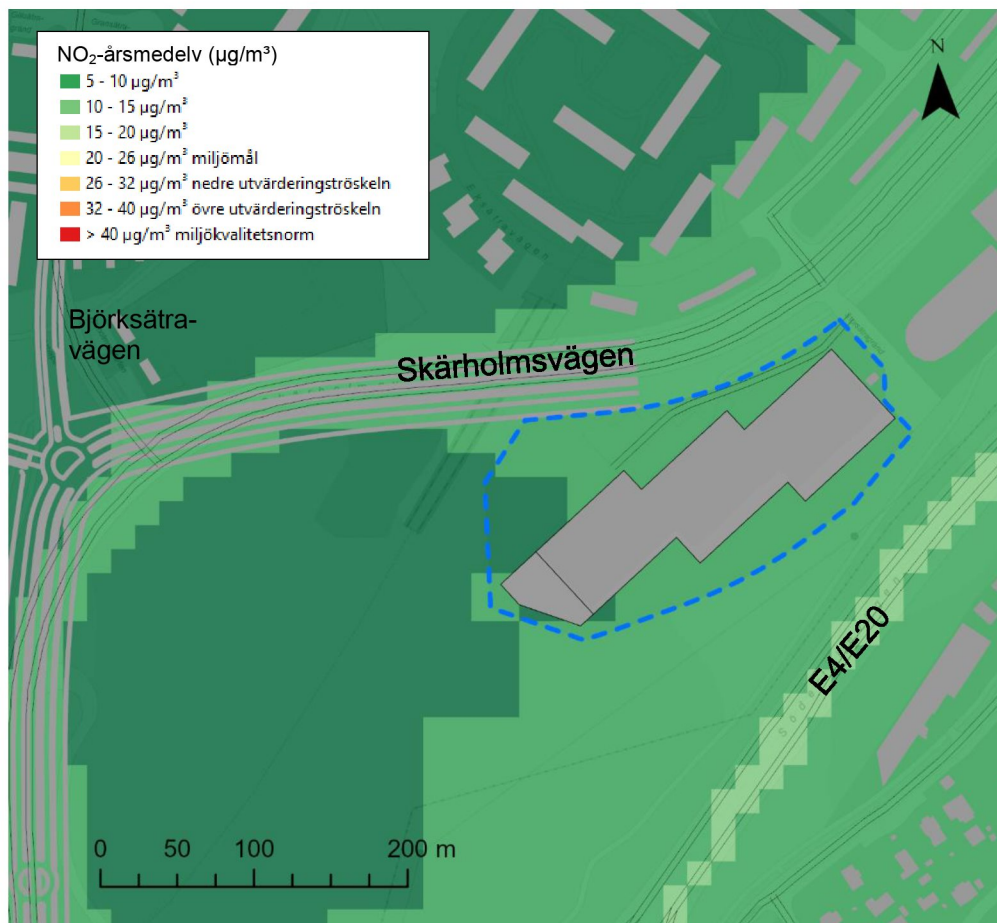 NO₂-årsmedelv (µg/m³)
5 - 10 µg/m³
10 - 15 µg/m³
15 - 20 µg/m³
20 - 26 µg/m³ miljömål
26 - 32 µg/m³ nedre utvärderingströskeln
32 - 40 µg/m³ övre utvärderingströskeln
> 40 µg/m³ miljökvalitetsnorm
N
Björksätra-
vägen
Skärholmsvägen
E4/E20
0 50 100 200 m